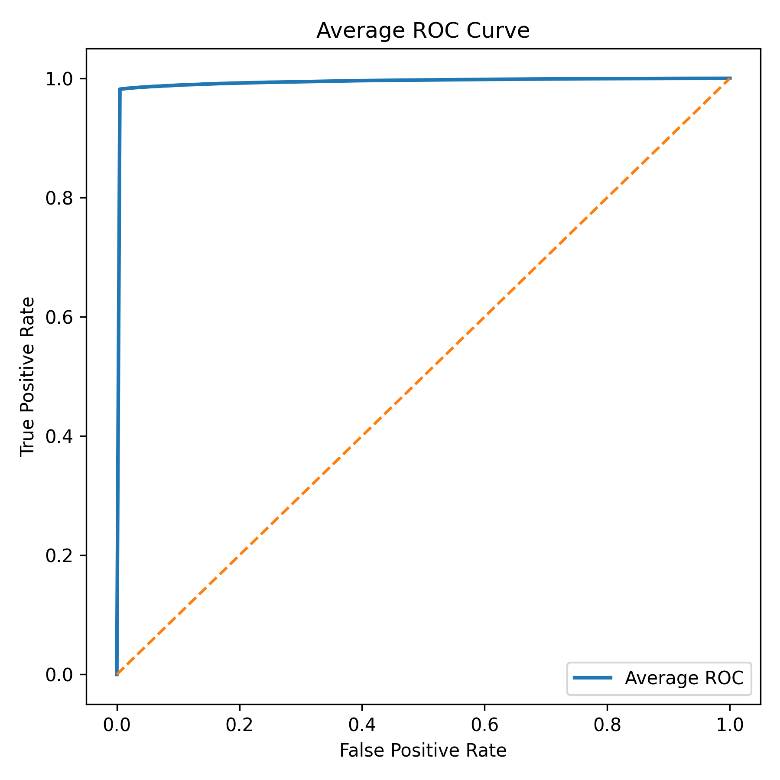 Average ROC Curve
True Positive Rate
1.0
0.8
0.6
0.4
0.2
0.0
Average ROC
0.0 0.2 0.4 0.6 0.8 1.0
False Positive Rate